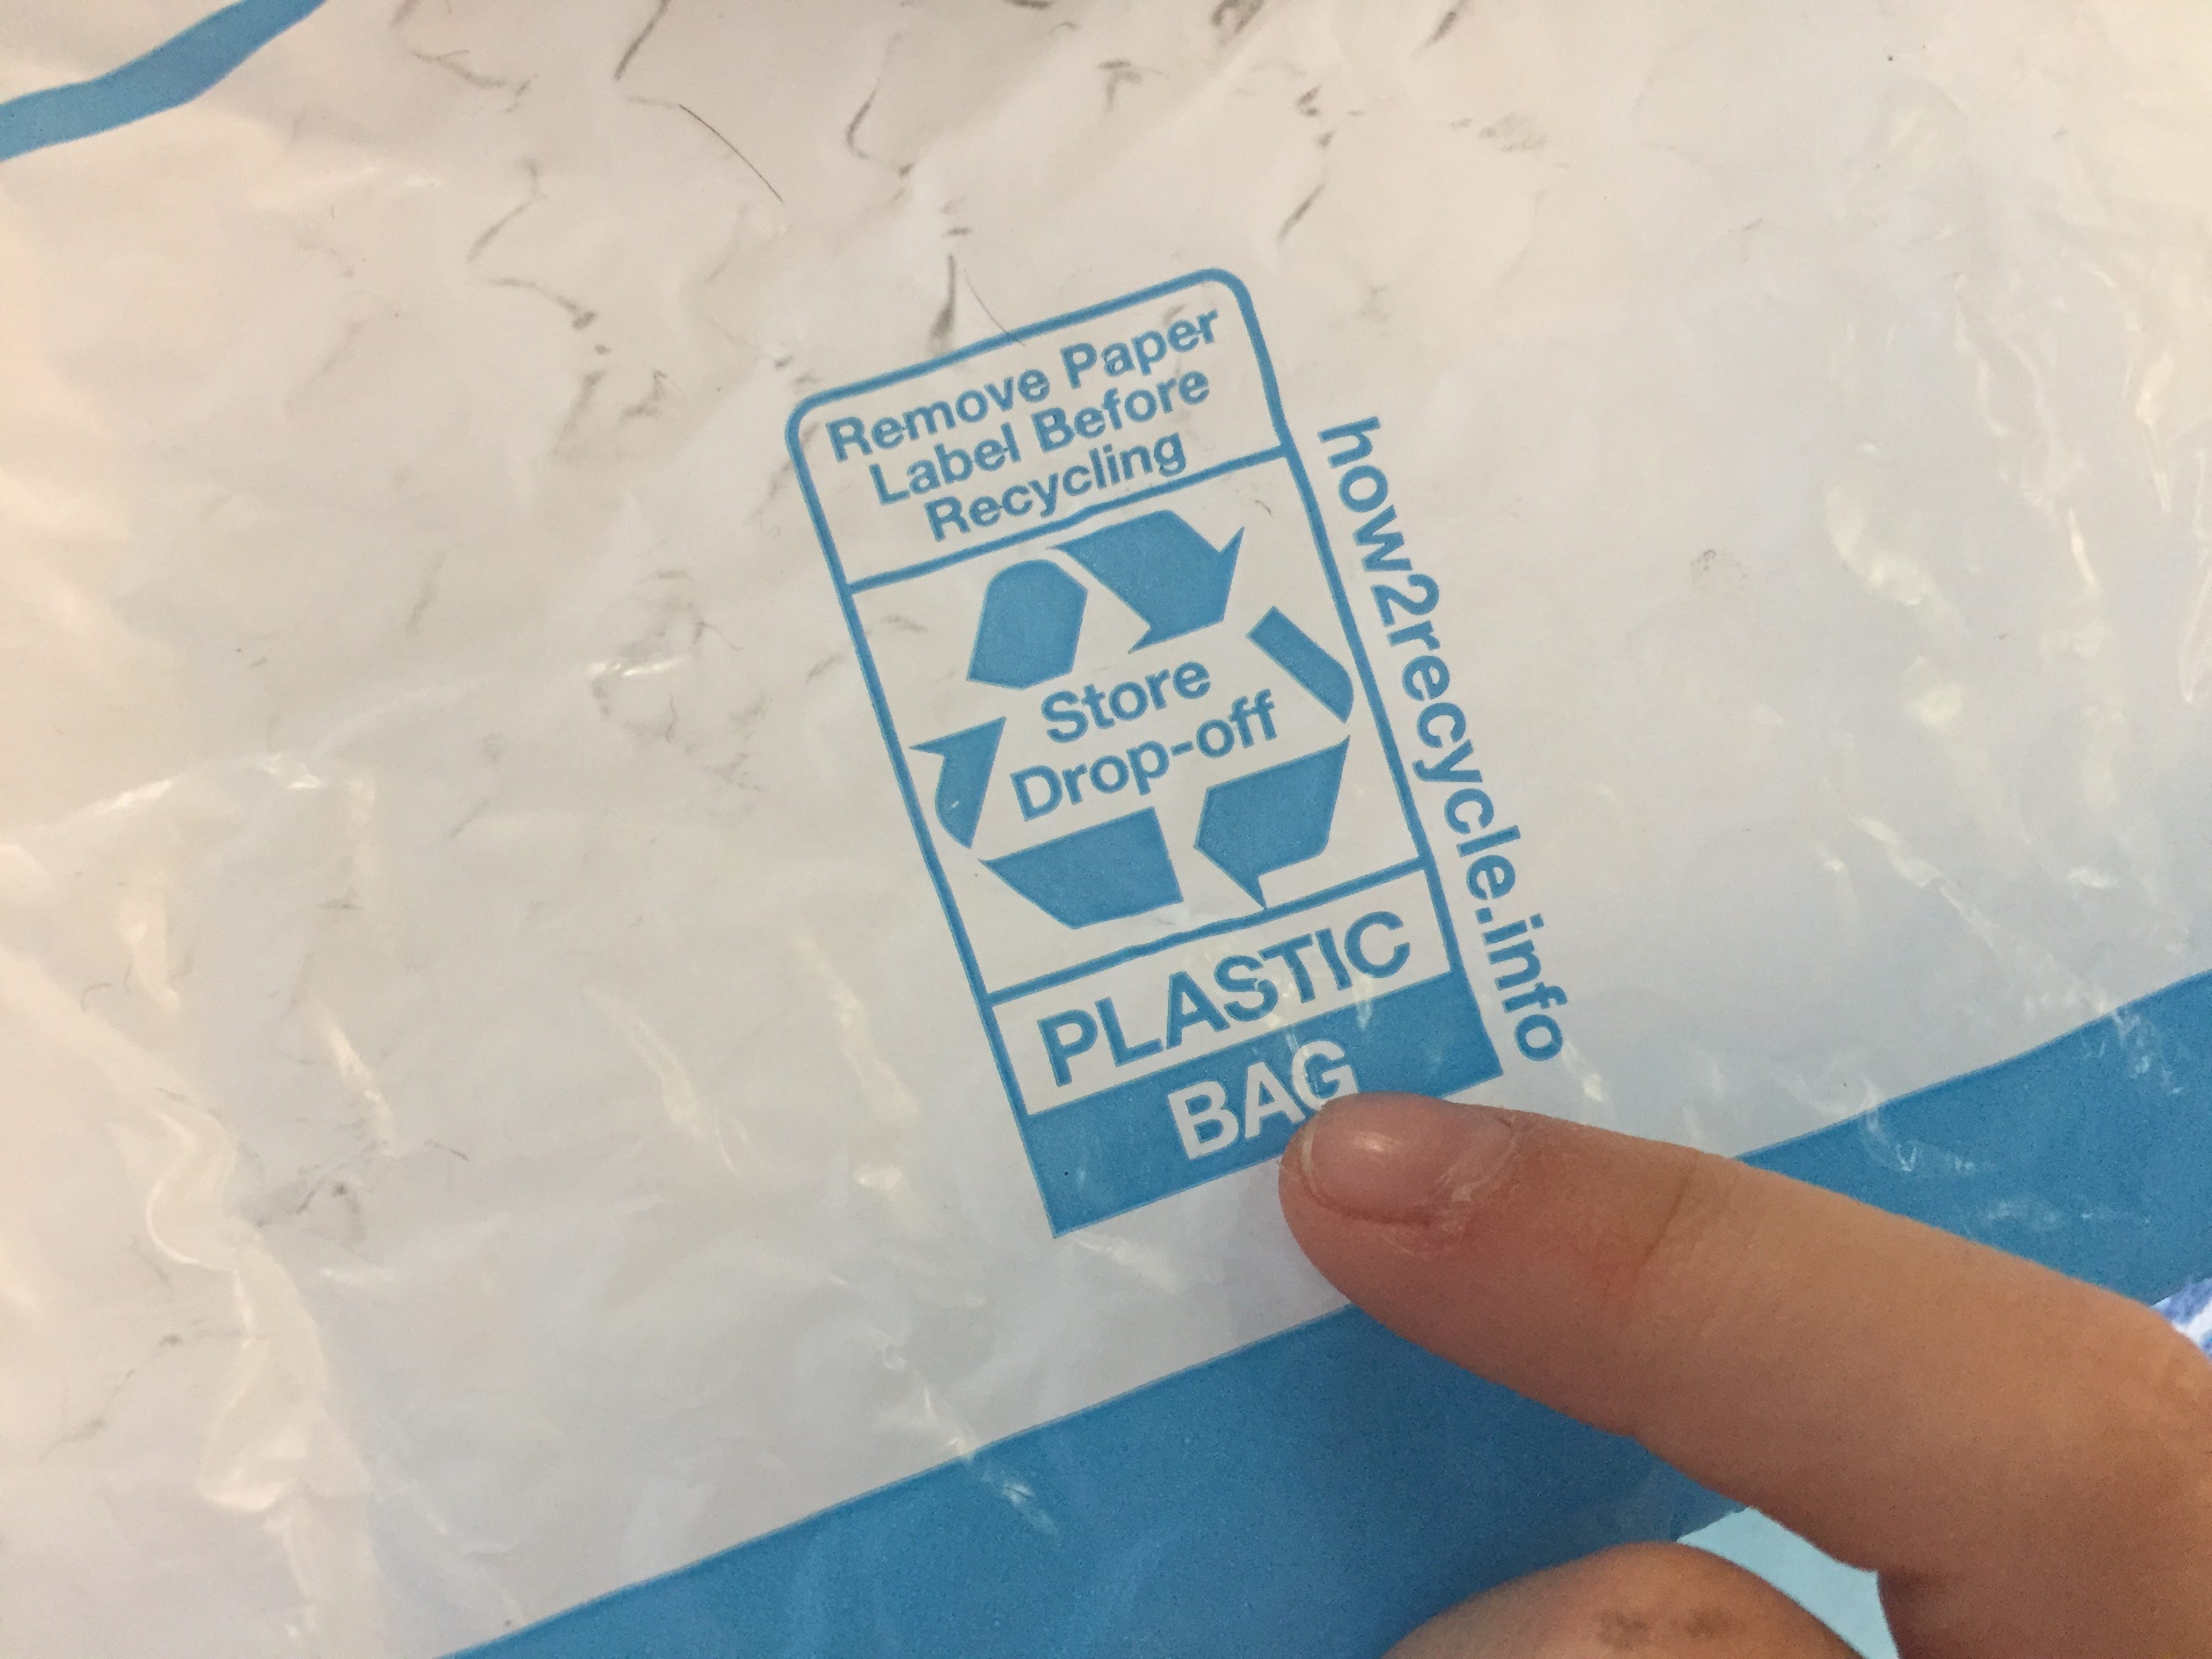 Remove Paper
Label Before
Recycling
Store
Drop-off
PLASTIC
BAG
how2recycle.info